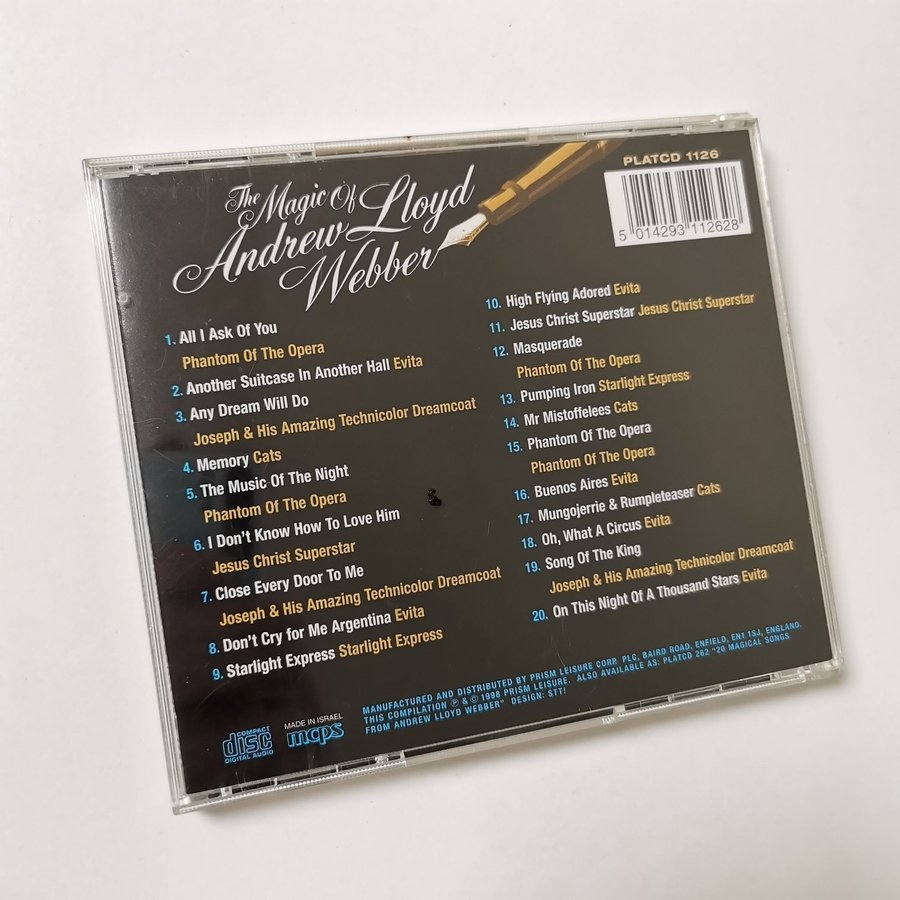 The Magic Of
Andrew Lloyd
Webber
PLATCD 1126
5 014293 112628
1. All I Ask Of You
Phantom Of The Opera
2. Another Suitcase In Another Hall Evita
3. Any Dream Will Do
Joseph & His Amazing Technicolor Dreamcoat
4. Memory Cats
5. The Music Of The Night
Phantom Of The Opera
6. I Don't Know How To Love Him
Jesus Christ Superstar
7. Close Every Door To Me
Joseph & His Amazing Technicolor Dreamcoat
8. Don't Cry for Me Argentina Evita
9. Starlight Express Starlight Express
10. High Flying Adored Evita
11. Jesus Christ Superstar Jesus Christ Superstar
12. Masquerade
Phantom Of The Opera
13. Pumping Iron Starlight Express
14. Mr Mistoffelees Cats
15. Phantom Of The Opera
Phantom Of The Opera
16. Buenos Aires Evita
17. Mungojerrie & Rumpleteaser Cats
18. Oh, What A Circus Evita
19. Song Of The King
Joseph & His Amazing Technicolor Dreamcoat
20. On This Night Of A Thousand Stars Evita
COMPACT
disc
DIGITAL AUDIO
MADE IN ISRAEL
mcps
MANUFACTURED AND DISTRIBUTED BY PRISM LEISURE CORP. PLC, BAIRD ROAD, ENFIELD, EN1 1SJ, ENGLAND.
THIS COMPILATION ℗ & © 1998 PRISM LEISURE. ALSO AVAILABLE AS: PLATCD 262 "20 MAGICAL SONGS
FROM ANDREW LLOYD WEBBER" DESIGN: STT!